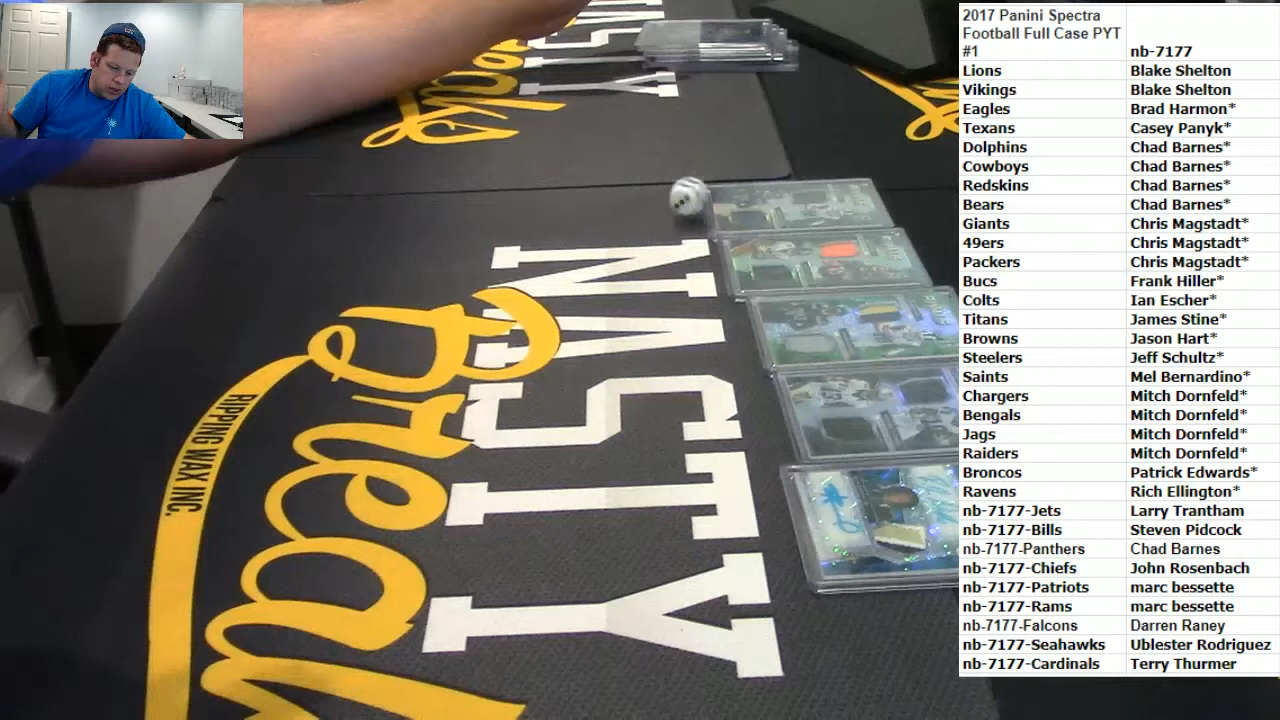 2017 Panini Spectra
Football Full Case PYT
#1 nb-7177
Lions Blake Shelton
Vikings Blake Shelton
Eagles Brad Harmon*
Texans Casey Panyk*
Dolphins Chad Barnes*
Cowboys Chad Barnes*
Redskins Chad Barnes*
Bears Chad Barnes*
Giants Chris Magstadt*
49ers Chris Magstadt*
Packers Chris Magstadt*
Bucs Frank Hiller*
Colts Ian Escher*
Titans James Stine*
Browns Jason Hart*
Steelers Jeff Schultz*
Saints Mel Bernardino*
Chargers Mitch Dornfeld*
Bengals Mitch Dornfeld*
Jags Mitch Dornfeld*
Raiders Mitch Dornfeld*
Broncos Patrick Edwards*
Ravens Rich Ellington*
nb-7177-Jets Larry Trantham
nb-7177-Bills Steven Pidcock
nb-7177-Panthers Chad Barnes
nb-7177-Chiefs John Rosenbach
nb-7177-Patriots marc bessette
nb-7177-Rams marc bessette
nb-7177-Falcons Darren Raney
nb-7177-Seahawks Ublester Rodriguez
nb-7177-Cardinals Terry Thurmer
RIPPING WAX INC.